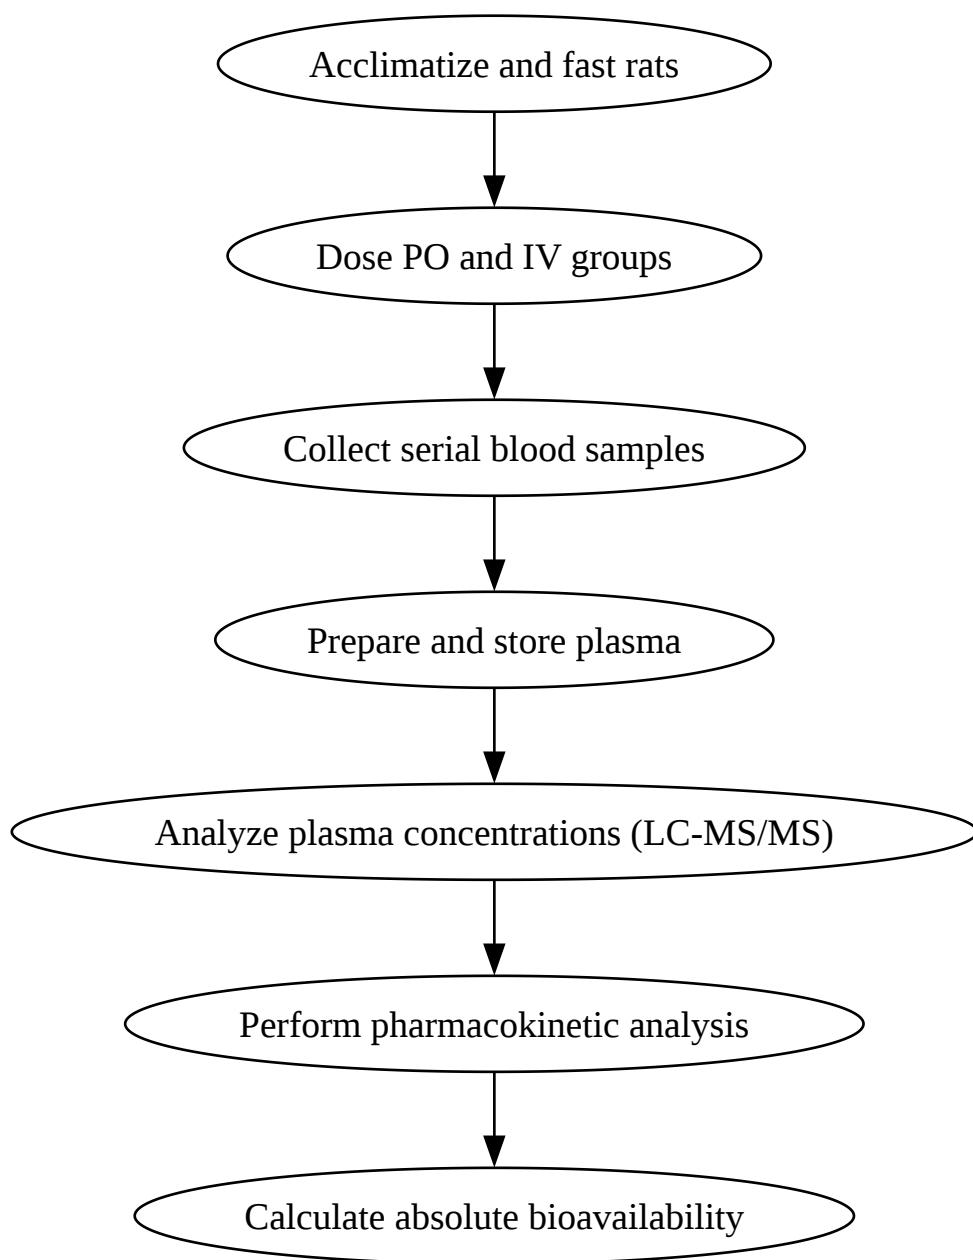 Acclimatize and fast rats
Dose PO and IV groups
Collect serial blood samples
Prepare and store plasma
Analyze plasma concentrations (LC-MS/MS)
Perform pharmacokinetic analysis
Calculate absolute bioavailability